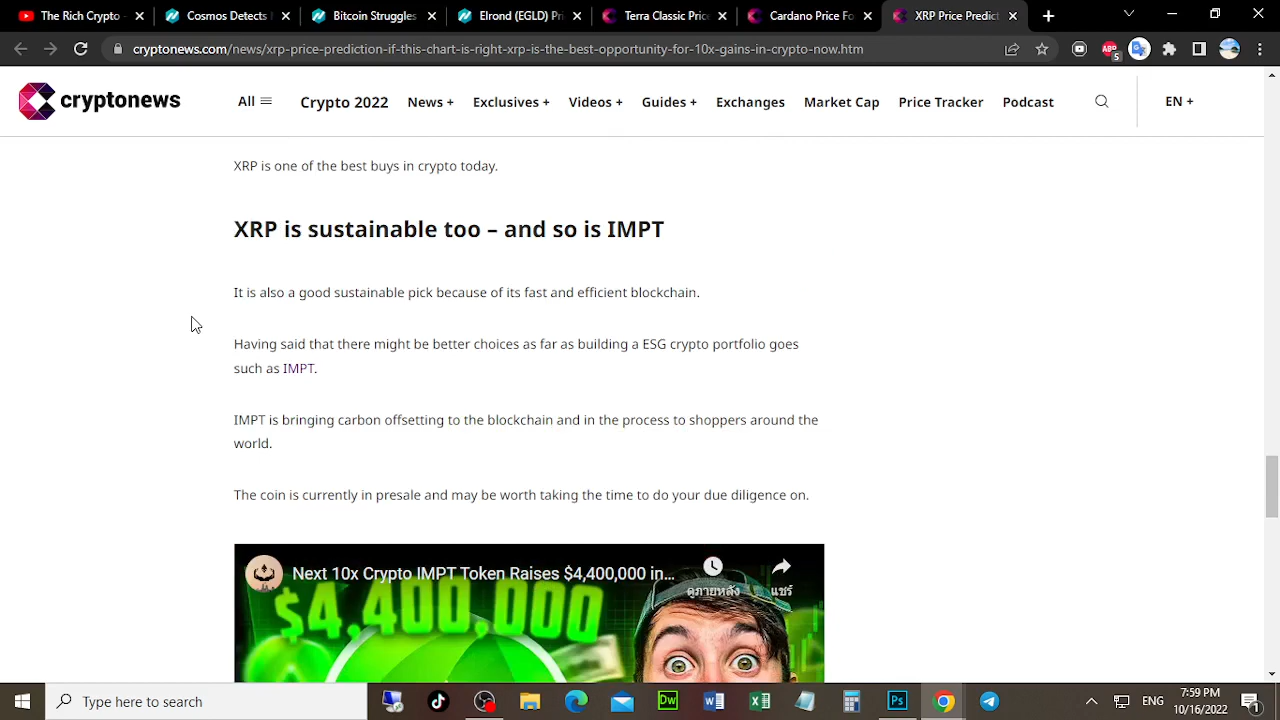 The Rich Crypto -
Cosmos Detects
Bitcoin Struggles
Elrond (EGLD) Pri
Terra Classic Price
Cardano Price Fo
XRP Price Predict
cryptonews.com/news/xrp-price-prediction-if-this-chart-is-right-xrp-is-the-best-opportunity-for-10x-gains-in-crypto-now.htm
ABP
5
cryptonews
All
Crypto 2022
News +
Exclusives +
Videos +
Guides +
Exchanges
Market Cap
Price Tracker
Podcast
EN +
XRP is one of the best buys in crypto today.
XRP is sustainable too – and so is IMPT
It is also a good sustainable pick because of its fast and efficient blockchain.
Having said that there might be better choices as far as building a ESG crypto portfolio goes
such as IMPT.
IMPT is bringing carbon offsetting to the blockchain and in the process to shoppers around the
world.
The coin is currently in presale and may be worth taking the time to do your due diligence on.
Next 10x Crypto IMPT Token Raises $4,400,000 in...
ดูภายหลัง
แชร์
$4,400,000
Type here to search
Dw
Ps
ENG
7:59 PM
10/16/2022
1